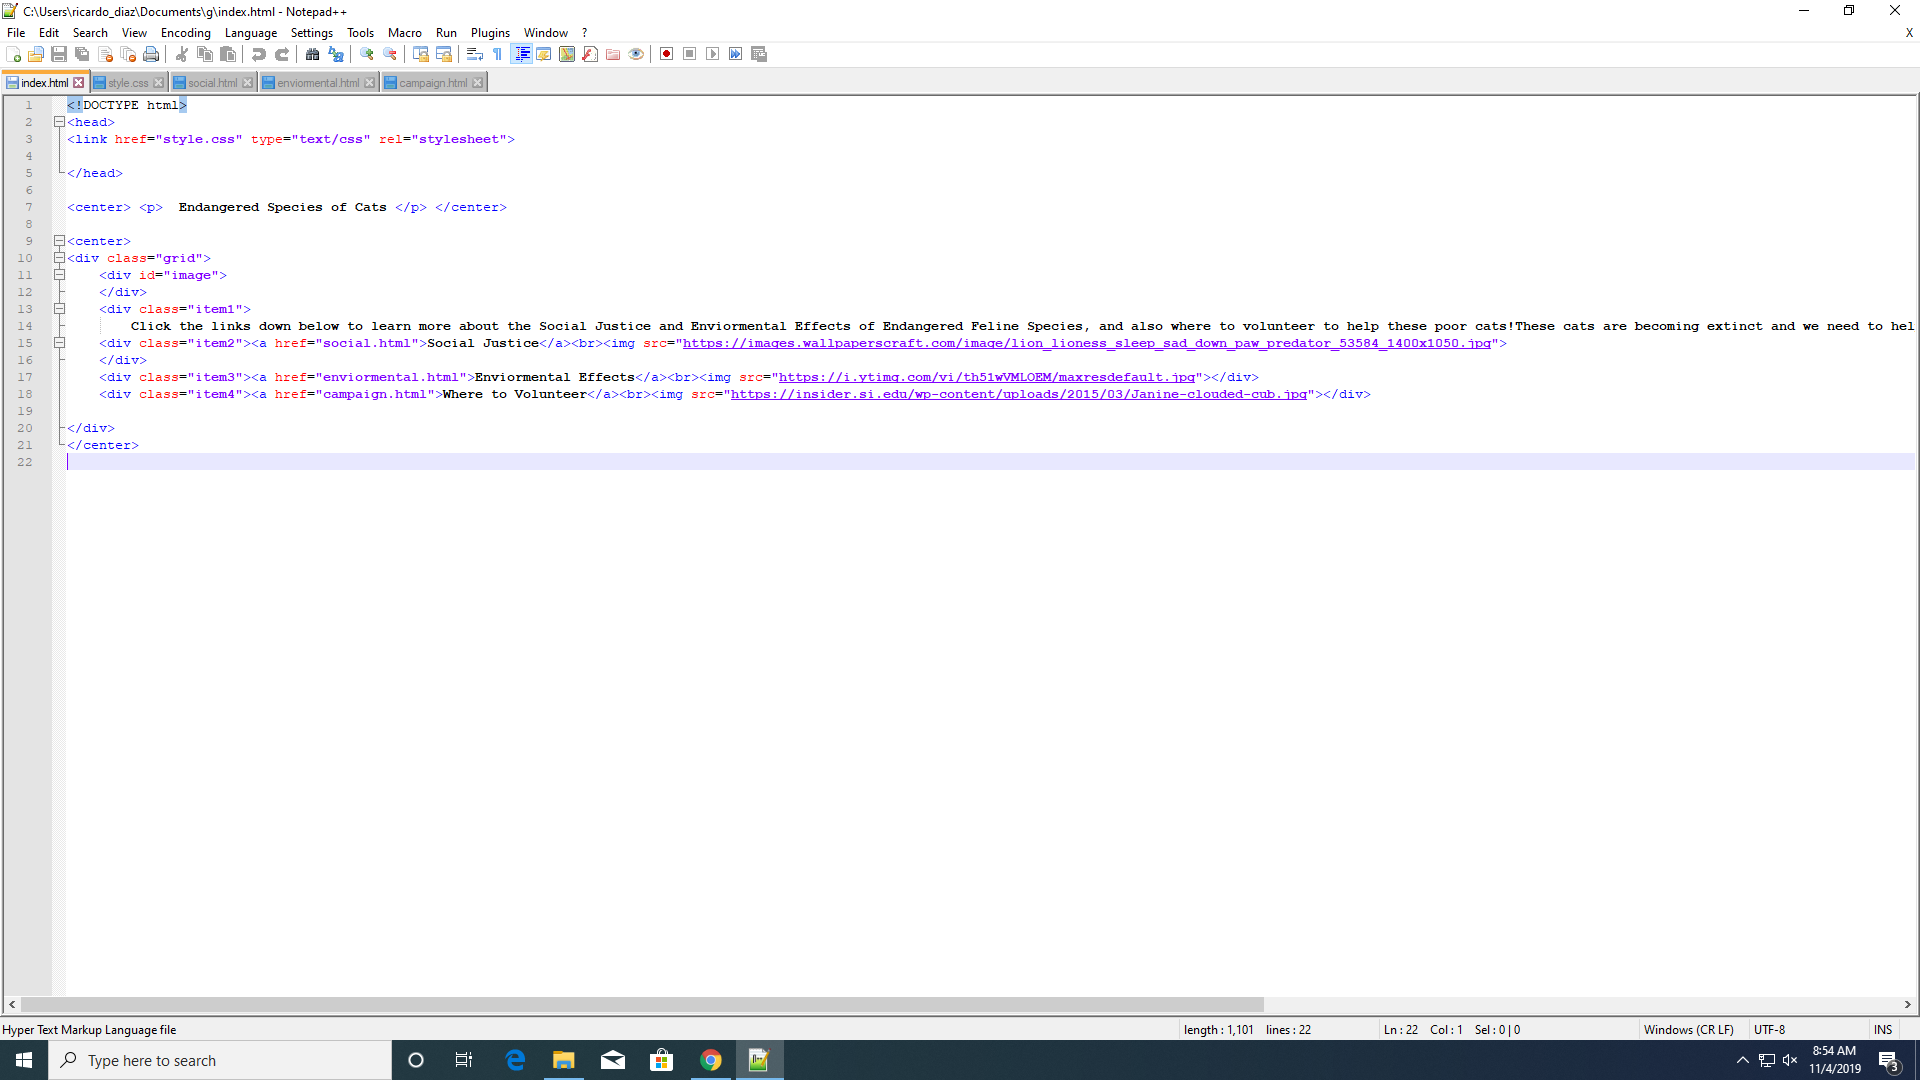 C:\Users\ricardo_diaz\Documents\g\index.html - Notepad++
File Edit Search View Encoding Language Settings Tools Macro Run Plugins Window ? X
index.html style.css social.html enviormental.html campaign.html
1 <!DOCTYPE html>
2 <head>
3 <link href="style.css" type="text/css" rel="stylesheet">
4
5 </head>
6
7 <center> <p>  Endangered Species of Cats </p> </center>
8
9 <center>
10 <div class="grid">
11 <div id="image">
12 </div>
13 <div class="item1">
14 Click the links down below to learn more about the Social Justice and Enviormental Effects of Endangered Feline Species, and also where to volunteer to help these poor cats!These cats are becoming extinct and we need to hel
15 <div class="item2"><a href="social.html">Social Justice</a><br><img src="https://images.wallpaperscraft.com/image/lion_lioness_sleep_sad_down_paw_predator_53584_1400x1050.jpg">
16 </div>
17 <div class="item3"><a href="enviormental.html">Enviormental Effects</a><br><img src="https://i.ytimg.com/vi/th51wVMLOEM/maxresdefault.jpg"></div>
18 <div class="item4"><a href="campaign.html">Where to Volunteer</a><br><img src="https://insider.si.edu/wp-content/uploads/2015/03/Janine-clouded-cub.jpg"></div>
19
20 </div>
21 </center>
22
Hyper Text Markup Language file length : 1,101 lines : 22 Ln : 22 Col : 1 Sel : 0 | 0 Windows (CR LF) UTF-8 INS
Type here to search
8:54 AM
11/4/2019
3